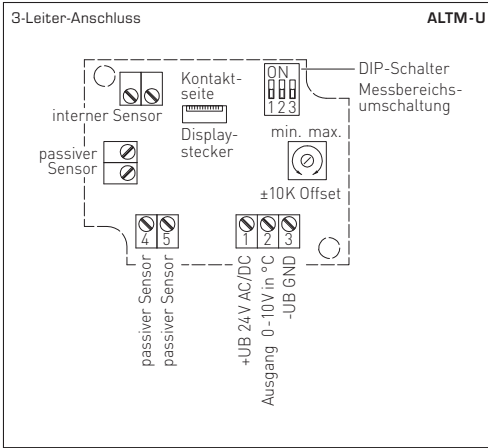 3-Leiter-Anschluss
ALTM-U
ON
1 2 3
DIP-Schalter
Messbereichs-
umschaltung
Kontakt-
seite
interner Sensor
Display-
stecker
min. max.
passiver
Sensor
±10K Offset
4 5
1 2 3
passiver Sensor
passiver Sensor
+UB 24V AC/DC
Ausgang 0-10V in °C
-UB GND